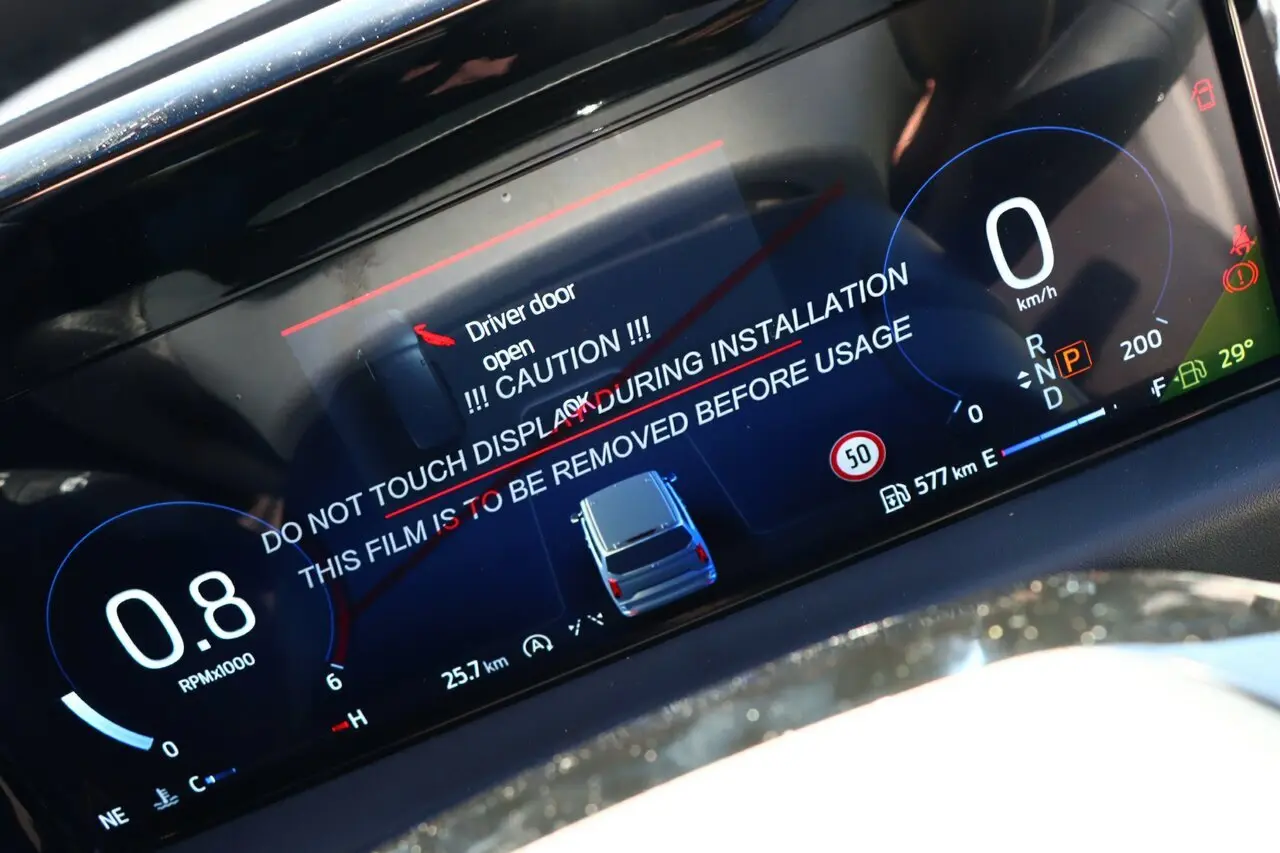 Driver door
open
!!! CAUTION !!!
DO NOT TOUCH DISPLAY DURING INSTALLATION
OK
THIS FILM IS TO BE REMOVED BEFORE USAGE
0
km/h
R
N
D
P
200
0
29°
F
E
577 km
50
0.8
RPMx1000
6
0
H
C
NE
25.7 km
A